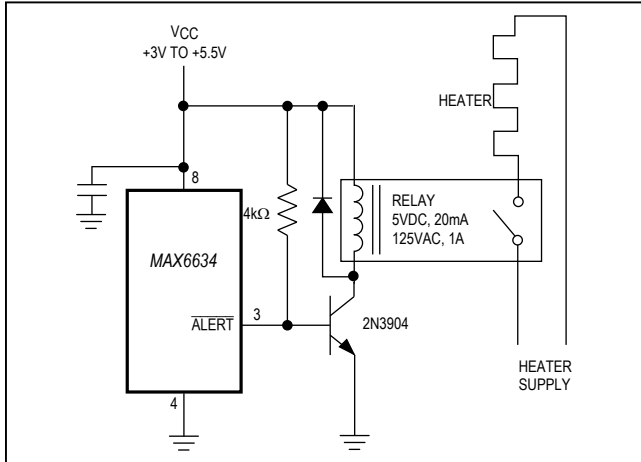 VCC
+3V TO +5.5V
HEATER
8
4kΩ
RELAY
5VDC, 20mA
125VAC, 1A
MAX6634
ALERT
3
2N3904
HEATER
SUPPLY
4